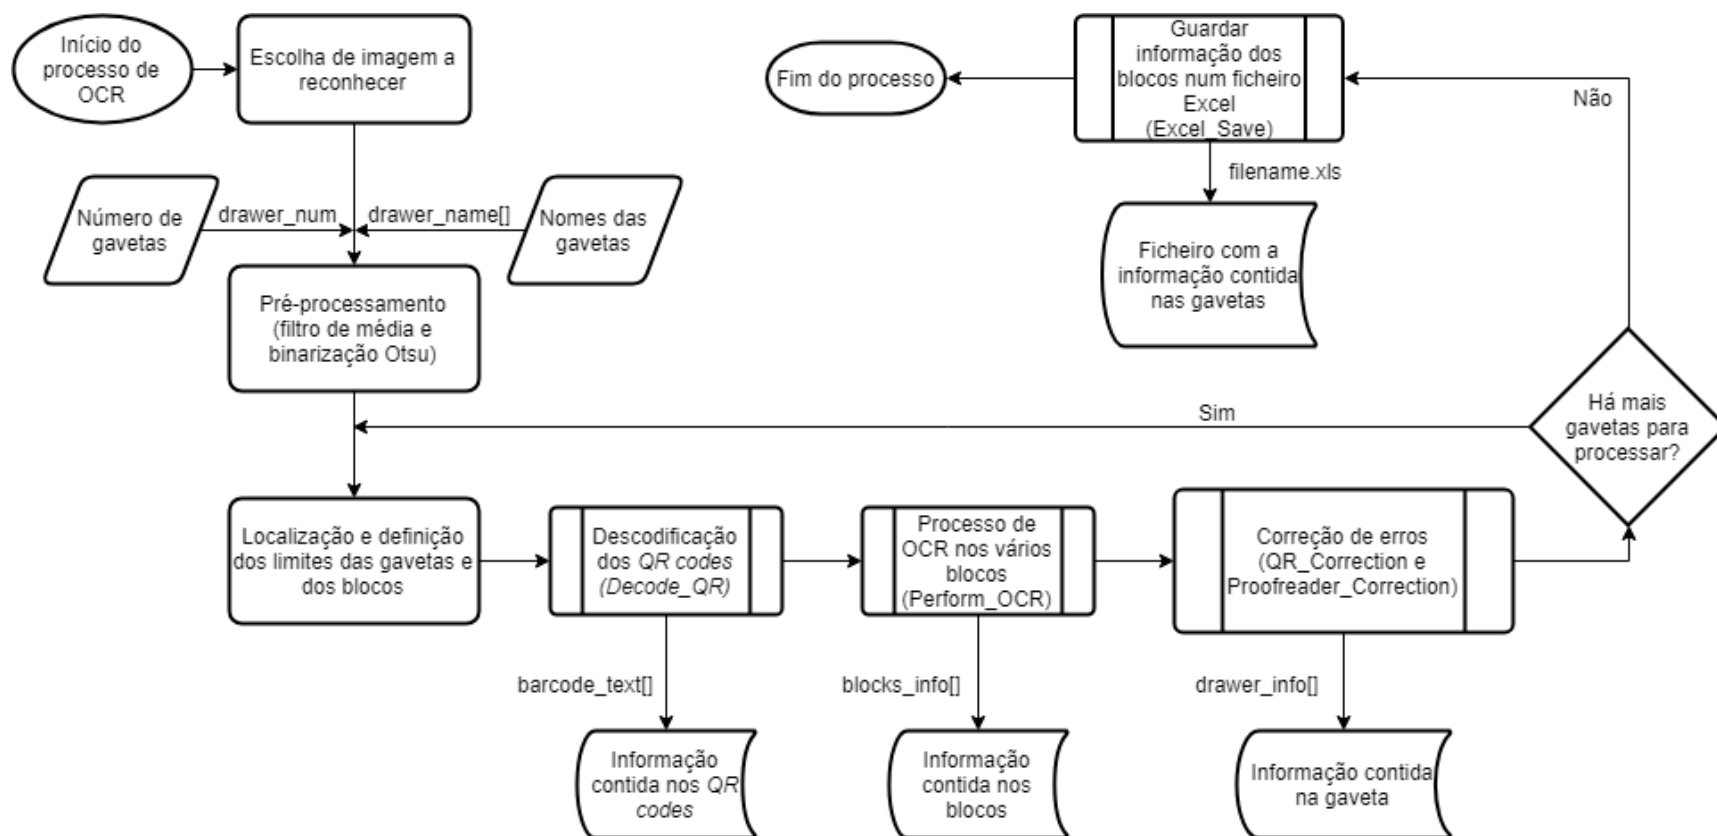 Início do
processo de
OCR
Escolha de imagem a
reconhecer
Número de
gavetas
drawer_num
drawer_name[]
Nomes das
gavetas
Pré-processamento
(filtro de média e
binarização Otsu)
Localização e definição
dos limites das gavetas e
dos blocos
Descodificação
dos QR codes
(Decode_QR)
barcode_text[]
Informação
contida nos QR
codes
Processo de
OCR nos vários
blocos
(Perform_OCR)
blocks_info[]
Informação
contida nos
blocos
Correção de erros
(QR_Correction e
Proofreader_Correction)
drawer_info[]
Informação contida
na gaveta
Há mais
gavetas para
processar?
Sim
Não
Guardar
informação dos
blocos num ficheiro
Excel
(Excel_Save)
filename.xls
Ficheiro com a
informação contida
nas gavetas
Fim do processo